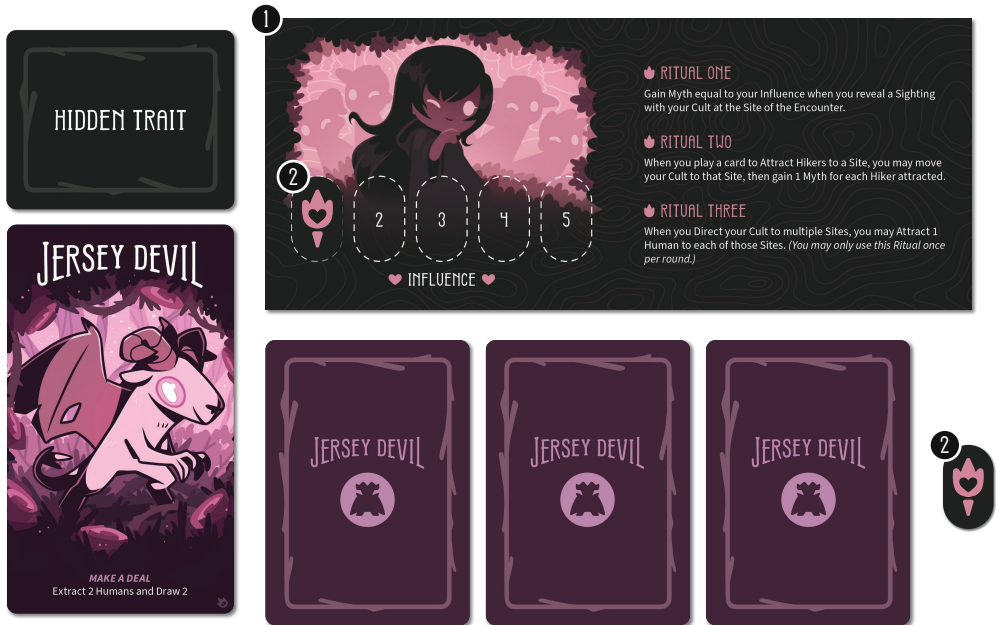 1
HIDDEN TRAIT
RITUAL ONE
Gain Myth equal to your Influence when you reveal a Sighting
with your Cult at the Site of the Encounter.
RITUAL TWO
When you play a card to Attract Hikers to a Site, you may move
your Cult to that Site, then gain 1 Myth for each Hiker attracted.
RITUAL THREE
When you Direct your Cult to multiple Sites, you may Attract 1
Human to each of those Sites. (You may only use this Ritual once
per round.)
2
2 3 4 5
INFLUENCE
JERSEY DEVIL
MAKE A DEAL
Extract 2 Humans and Draw 2
JERSEY DEVIL
JERSEY DEVIL
JERSEY DEVIL
2